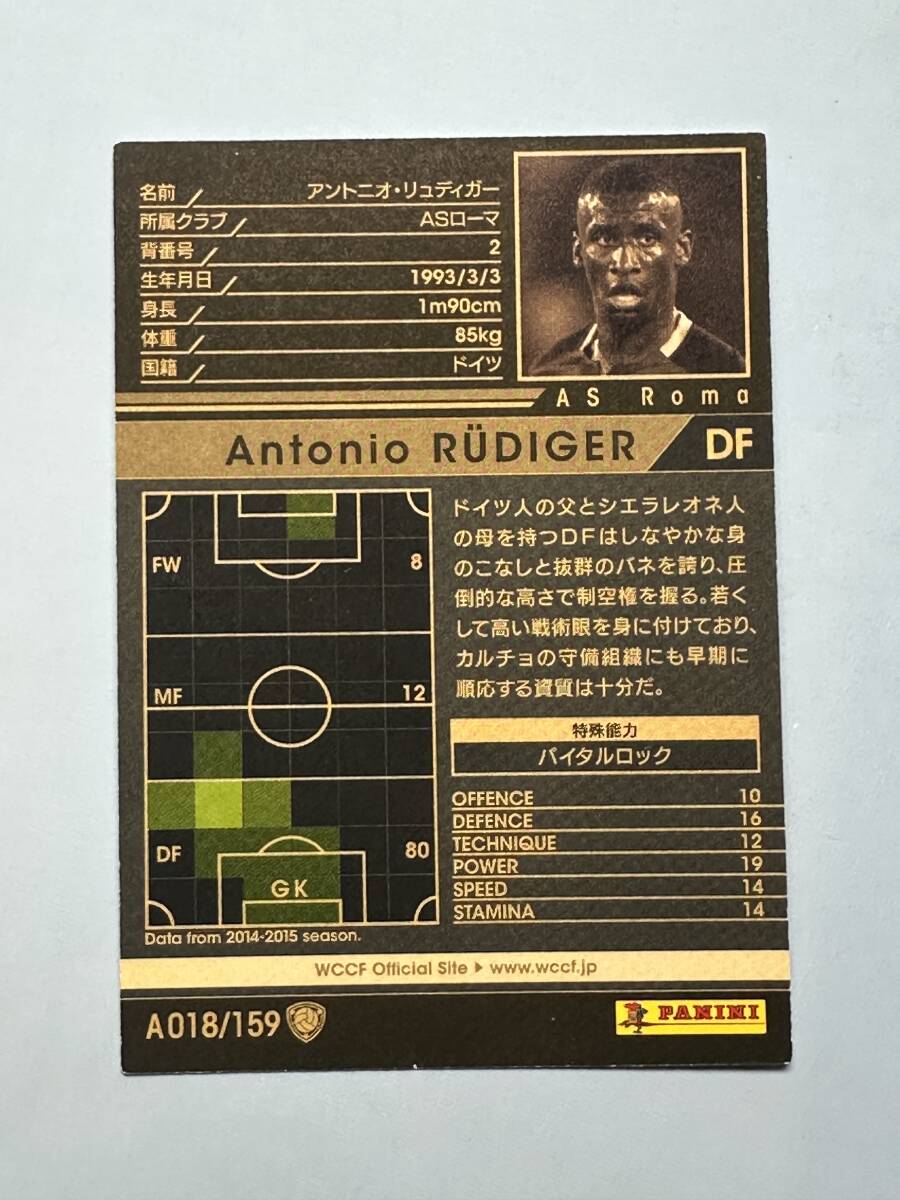 名前 アントニオ・リュディガー
所属クラブ ASローマ
背番号 2
生年月日 1993/3/3
身長 1m90cm
体重 85kg
国籍 ドイツ
AS Roma
Antonio RÜDIGER DF
FW 8
MF 12
DF 80
GK
Data from 2014-2015 season.
ドイツ人の父とシエラレオネ人
の母を持つDFはしなやかな身
のこなしと抜群のバネを誇り、圧
倒的な高さで制空権を握る。若く
して高い戦術眼を身に付けており、
カルチョの守備組織にも早期に
順応する資質は十分だ。
特殊能力
バイタルロック
OFFENCE 10
DEFENCE 16
TECHNIQUE 12
POWER 19
SPEED 14
STAMINA 14
WCCF Official Site ▶ www.wccf.jp
A018/159
PANINI